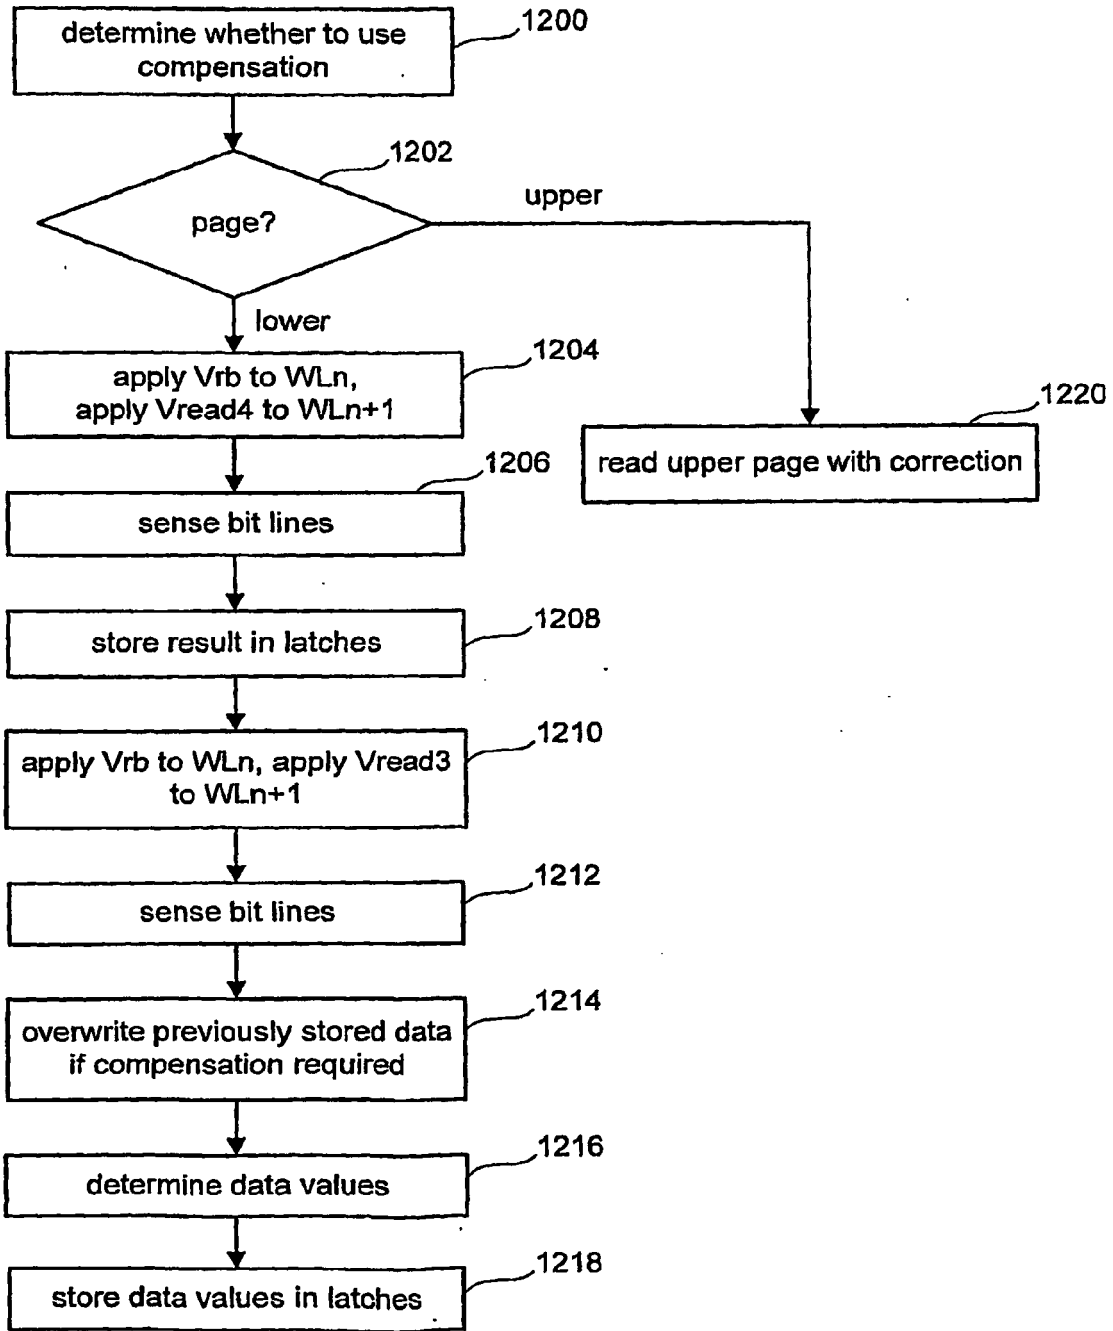 determine whether to use
compensation
1200
1202
page?
upper
lower
1204
apply Vrb to WLn,
apply Vread4 to WLn+1
1220
read upper page with correction
1206
sense bit lines
1208
store result in latches
1210
apply Vrb to WLn, apply Vread3
to WLn+1
1212
sense bit lines
1214
overwrite previously stored data
if compensation required
1216
determine data values
1218
store data values in latches